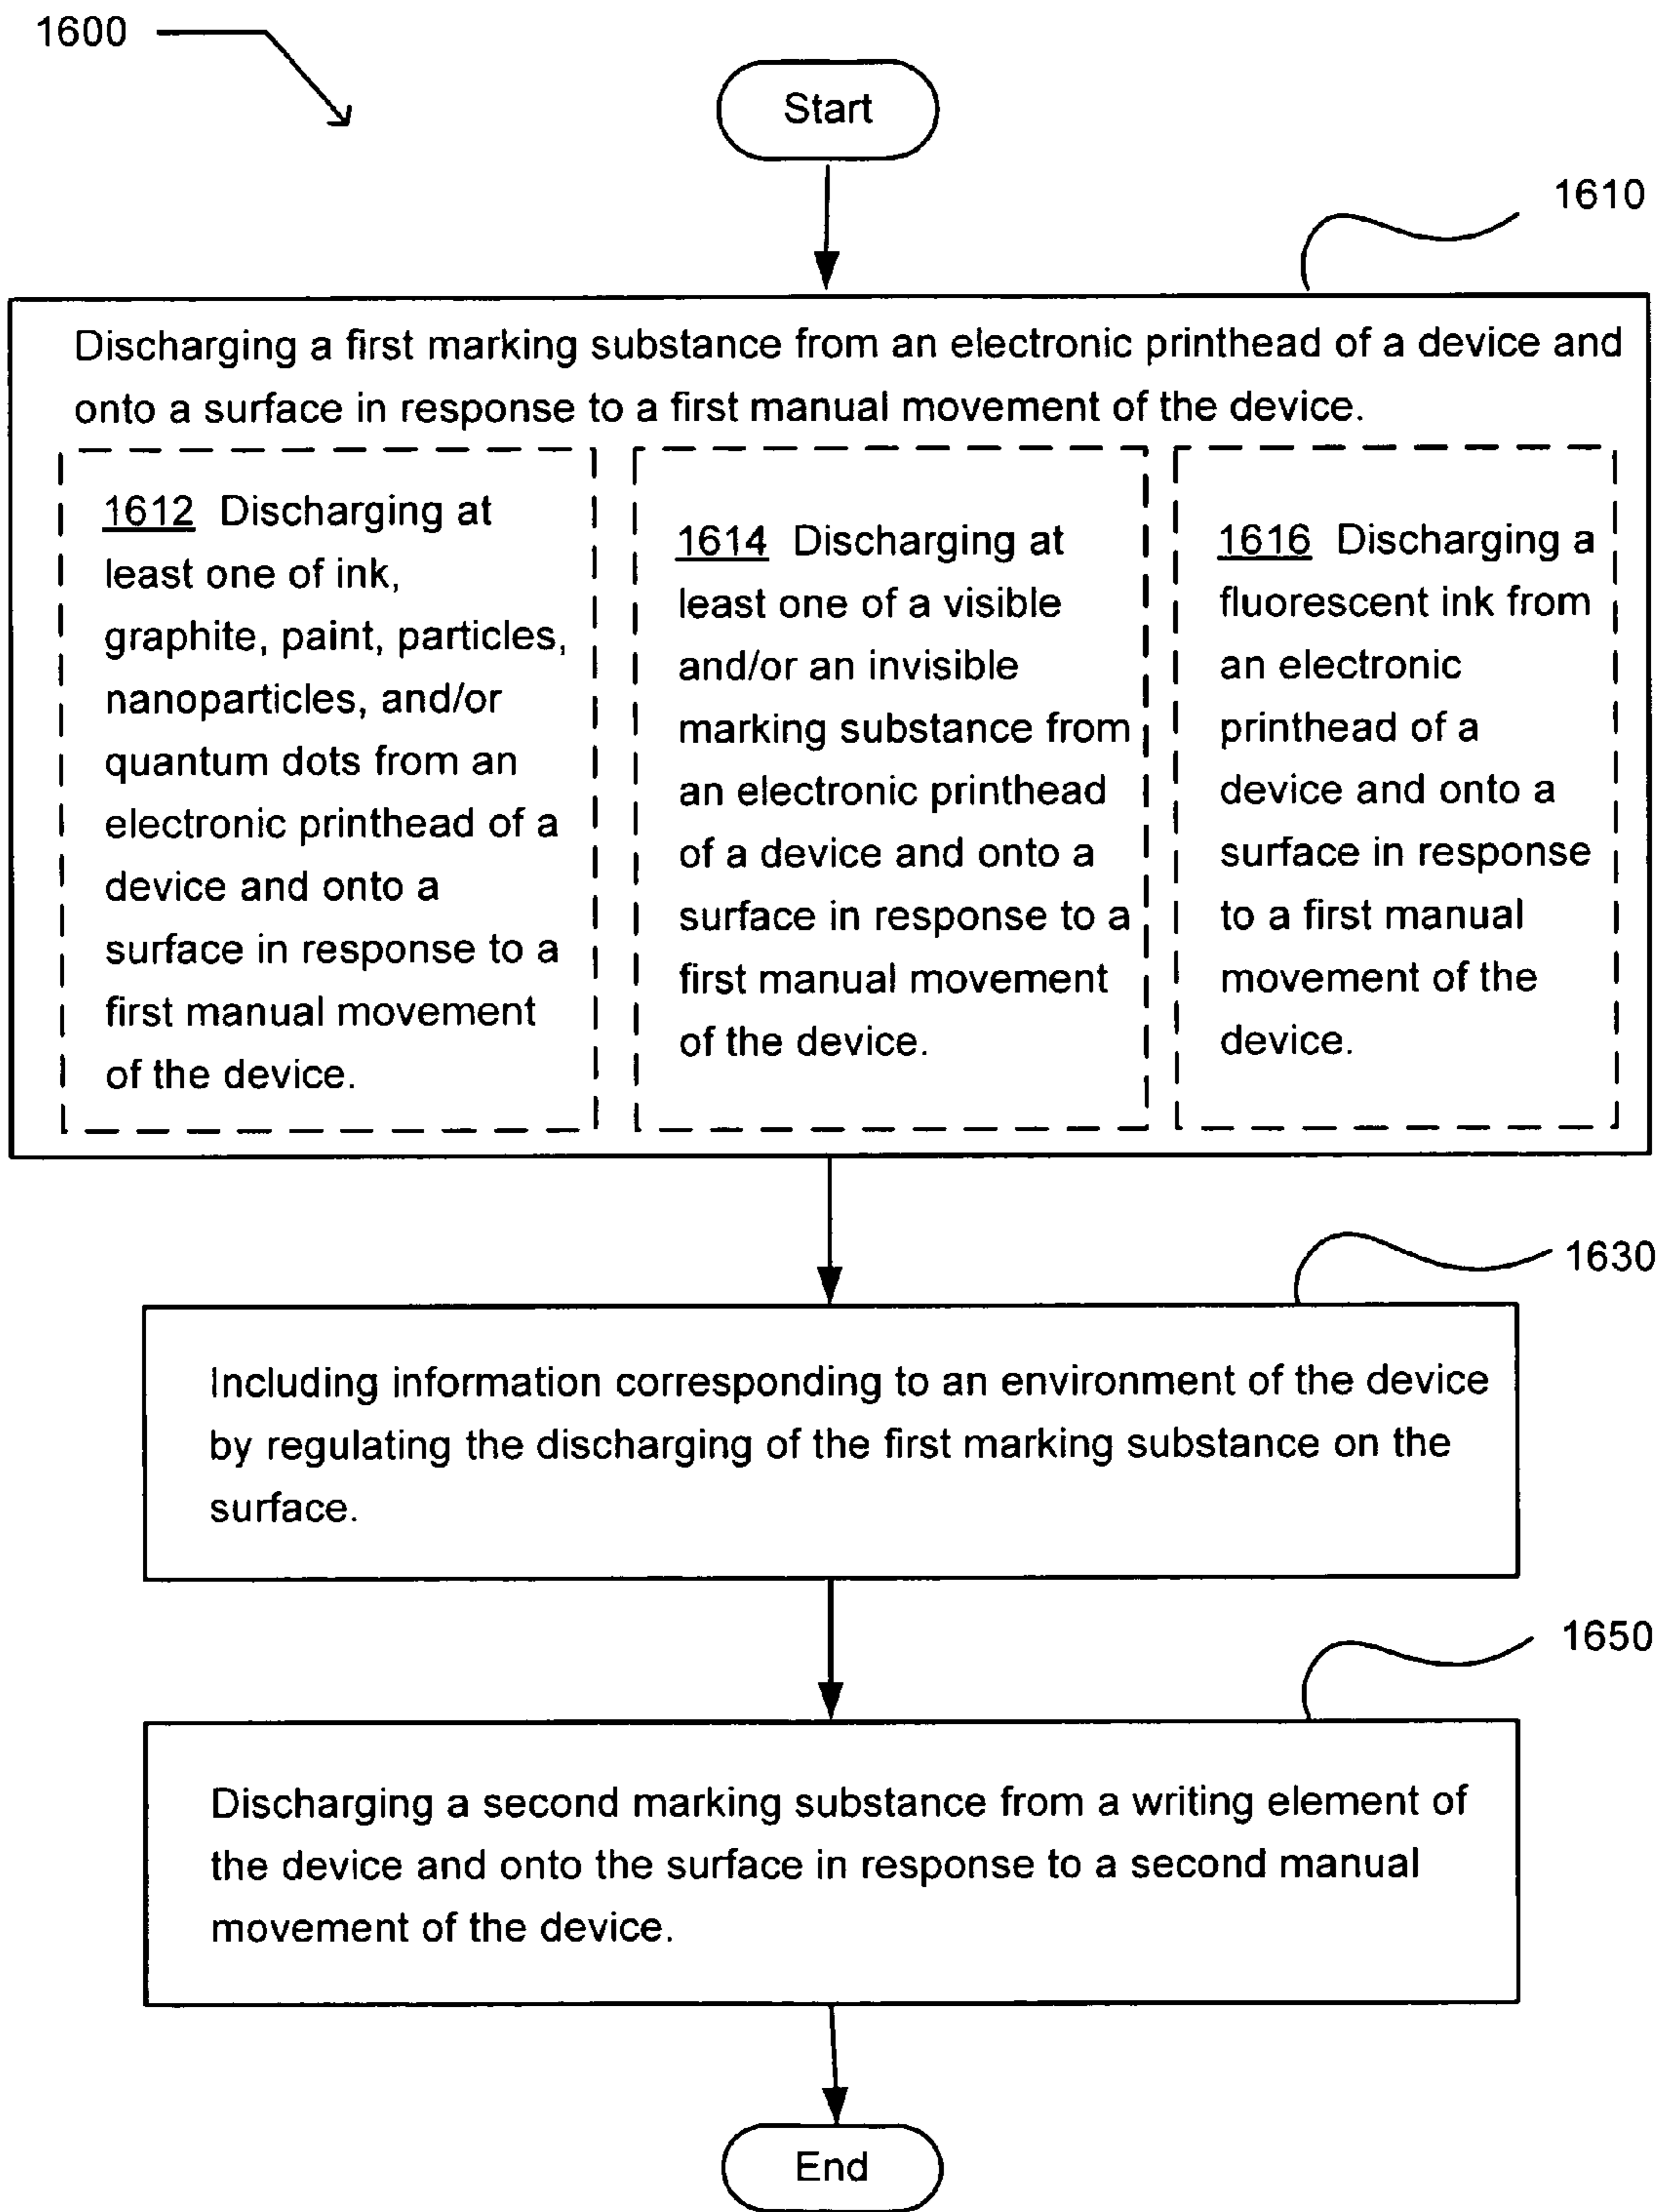 1600
Start
1610
Discharging a first marking substance from an electronic printhead of a device and
onto a surface in response to a first manual movement of the device.
1612 Discharging at
least one of ink,
graphite, paint, particles,
nanoparticles, and/or
quantum dots from an
electronic printhead of a
device and onto a
surface in response to a
first manual movement
of the device.
1614 Discharging at
least one of a visible
and/or an invisible
marking substance from
an electronic printhead
of a device and onto a
surface in response to a
first manual movement
of the device.
1616 Discharging a
fluorescent ink from
an electronic
printhead of a
device and onto a
surface in response
to a first manual
movement of the
device.
1630
Including information corresponding to an environment of the device
by regulating the discharging of the first marking substance on the
surface.
1650
Discharging a second marking substance from a writing element of
the device and onto the surface in response to a second manual
movement of the device.
End